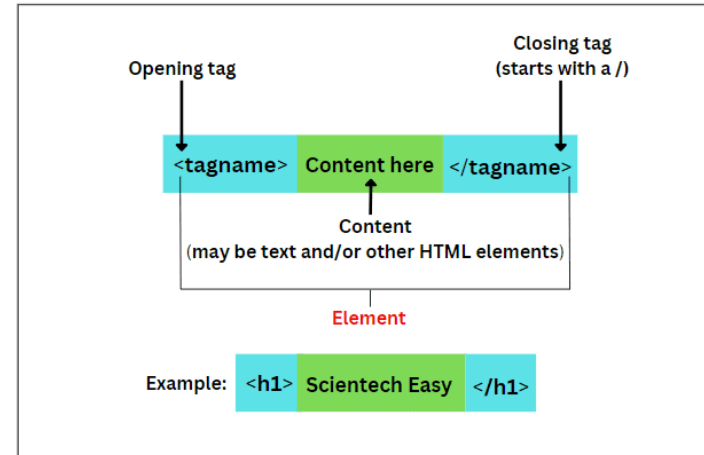 Closing tag
(starts with a /)
Opening tag
<tagname> Content here </tagname>
Content
(may be text and/or other HTML elements)
Element
Example: <h1> Scientech Easy </h1>